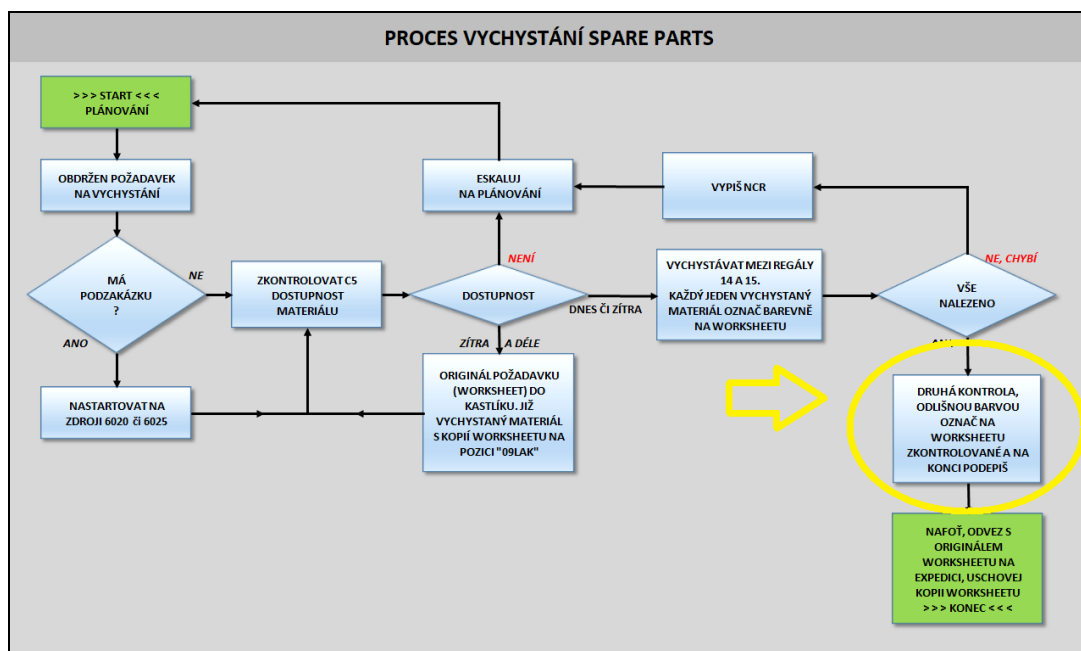 PROCES VYCHYSTÁNÍ SPARE PARTS
>>> START <<<
PLÁNOVÁNÍ
OBDRŽEN POŽADAVEK
NA VYCHYSTÁNÍ
ESKALUJ
NA PLÁNOVÁNÍ
VYPIŠ NCR
MÁ
PODZAKÁZKU
?
NE
ANO
ZKONTROLOVAT C5
DOSTUPNOST
MATERIÁLU
NENÍ
DOSTUPNOST
DNES ČI ZÍTRA
ZÍTRA A DÉLE
VYCHYSTÁVAT MEZI REGÁLY
14 A 15.
KAŽDÝ JEDEN VYCHYSTANÝ
MATERIÁL OZNAČ BAREVNĚ
NA WORKSHEETU
NE, CHYBÍ
VŠE
NALEZENO
NASTARTOVAT NA
ZDROJI 6020 či 6025
ORIGINÁL POŽADAVKU
(WORKSHEET) DO
KASTLÍKU. JIŽ
VYCHYSTANÝ MATERIÁL
S KOPIÍ WORKSHEETU NA
POZICI "09LAK"
DRUHÁ KONTROLA,
ODLIŠNOU BARVOU
OZNAČ NA
WORKSHEETU
ZKONTROLOVANÉ A NA
KONCI PODEPIŠ
NAFOŤ, ODVEZ S
ORIGINÁLEM
WORKSHEETU NA
EXPEDICI, USCHOVEJ
KOPII WORKSHEETU
>>> KONEC <<<